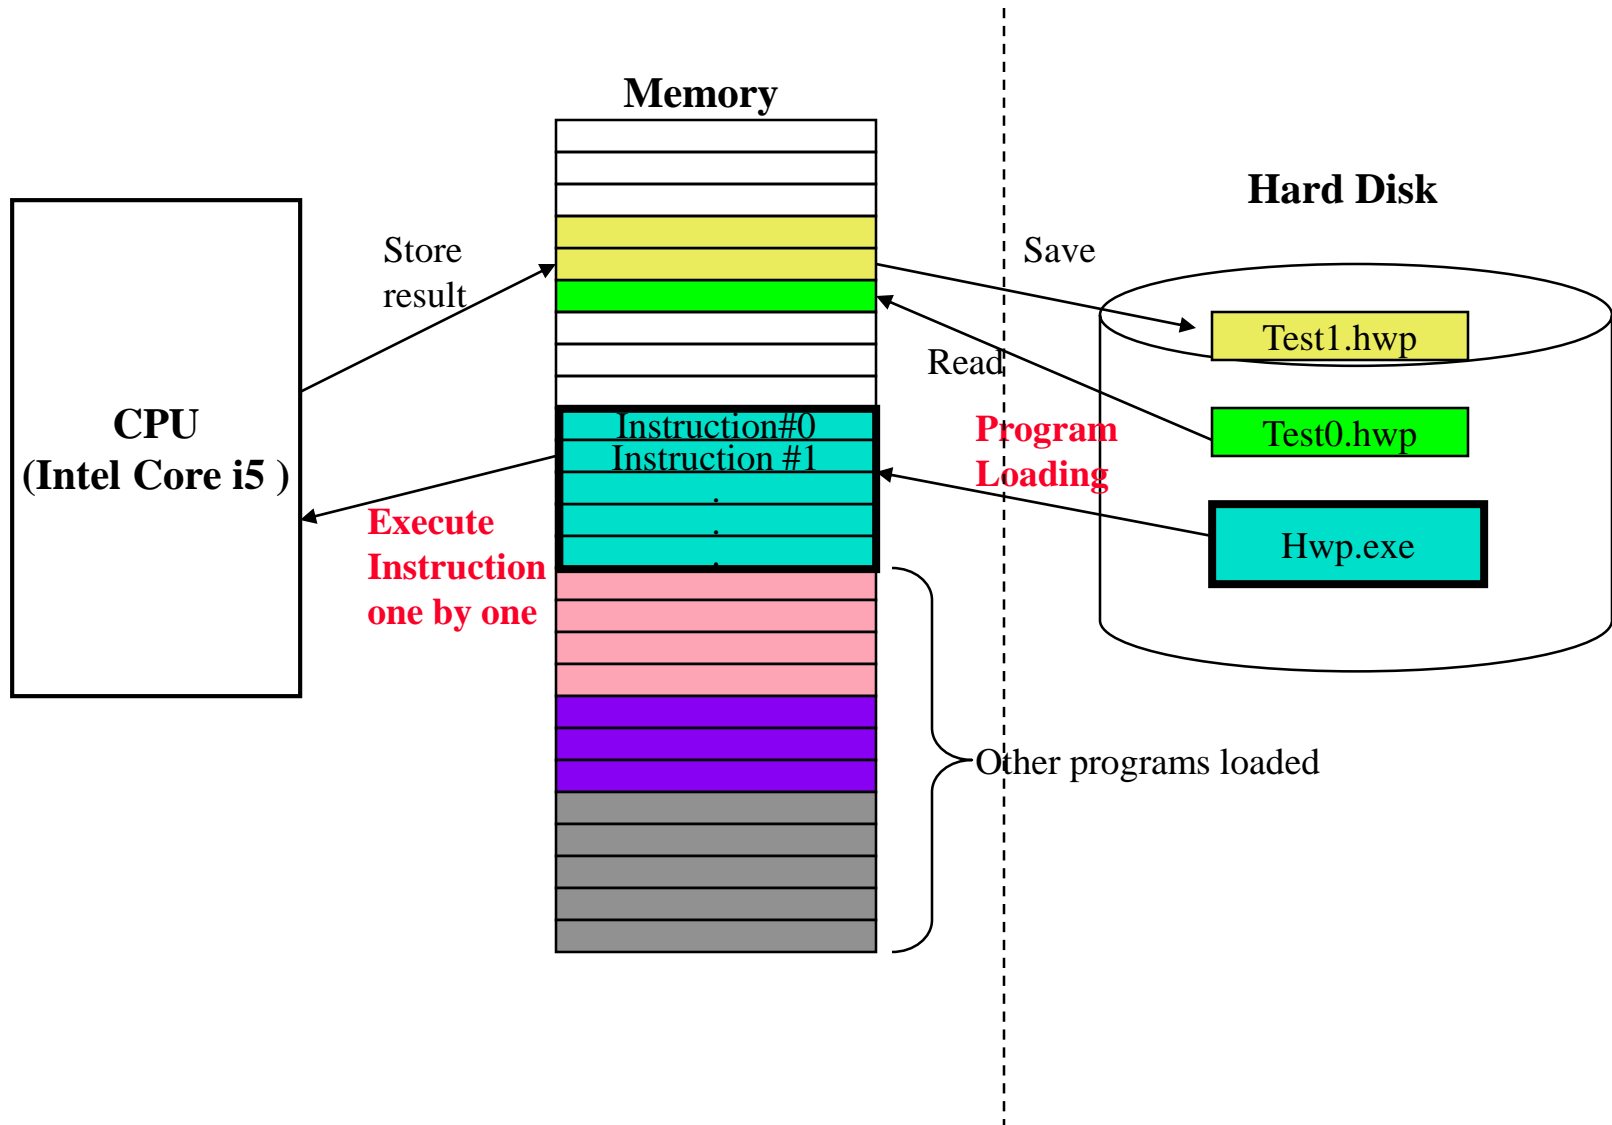 Memory
Hard Disk
Store
result
Save
Test1.hwp
Read
CPU
(Intel Core i5 )
Instruction#0
Instruction #1
.
.
.
Program
Loading
Test0.hwp
Execute
Instruction
one by one
Hwp.exe
Other programs loaded